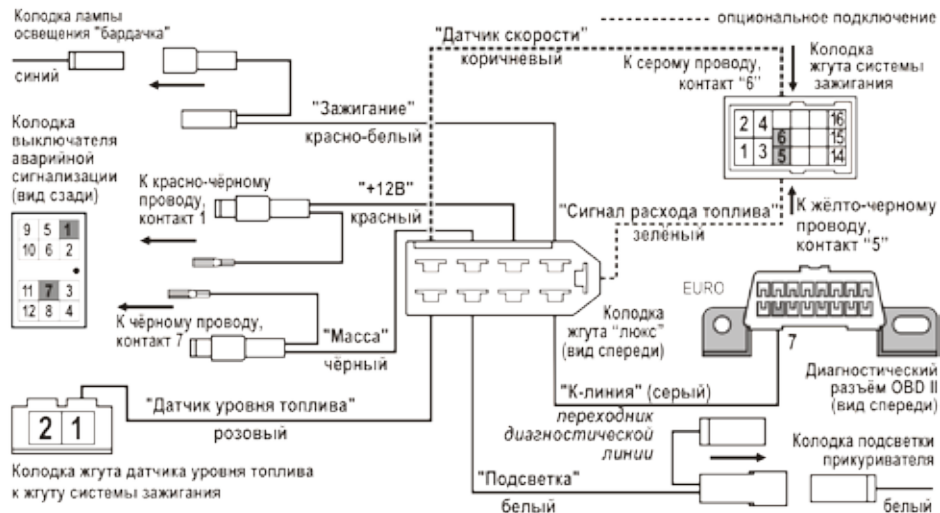 Колодка лампы
освещения "бардачка"
синий
опциональное подключение
"Датчик скорости"
коричневый
К серому проводу,
контакт "6"
Колодка
жгута системы
зажигания
2 4 16
6 15
1 3 5 14
"Зажигание"
красно-белый
Колодка
выключателя
аварийной
сигнализации
(вид сзади)
9 5 1
10 6 2
11 7 3
12 8 4
К красно-чёрному
проводу,
контакт 1
"+12В"
красный
"Сигнал расхода топлива"
зелёный
К жёлто-черному
проводу,
контакт "5"
К чёрному проводу,
контакт 7
"Масса"
чёрный
Колодка
жгута "люкс"
(вид спереди)
EURO
7
Диагностический
разъём OBD II
(вид спереди)
"Датчик уровня топлива"
розовый
2 1
Колодка жгута датчика уровня топлива
к жгуту системы зажигания
"К-линия" (серый)
переходник
диагностической
линии
"Подсветка"
белый
Колодка подсветки
прикуривателя
белый